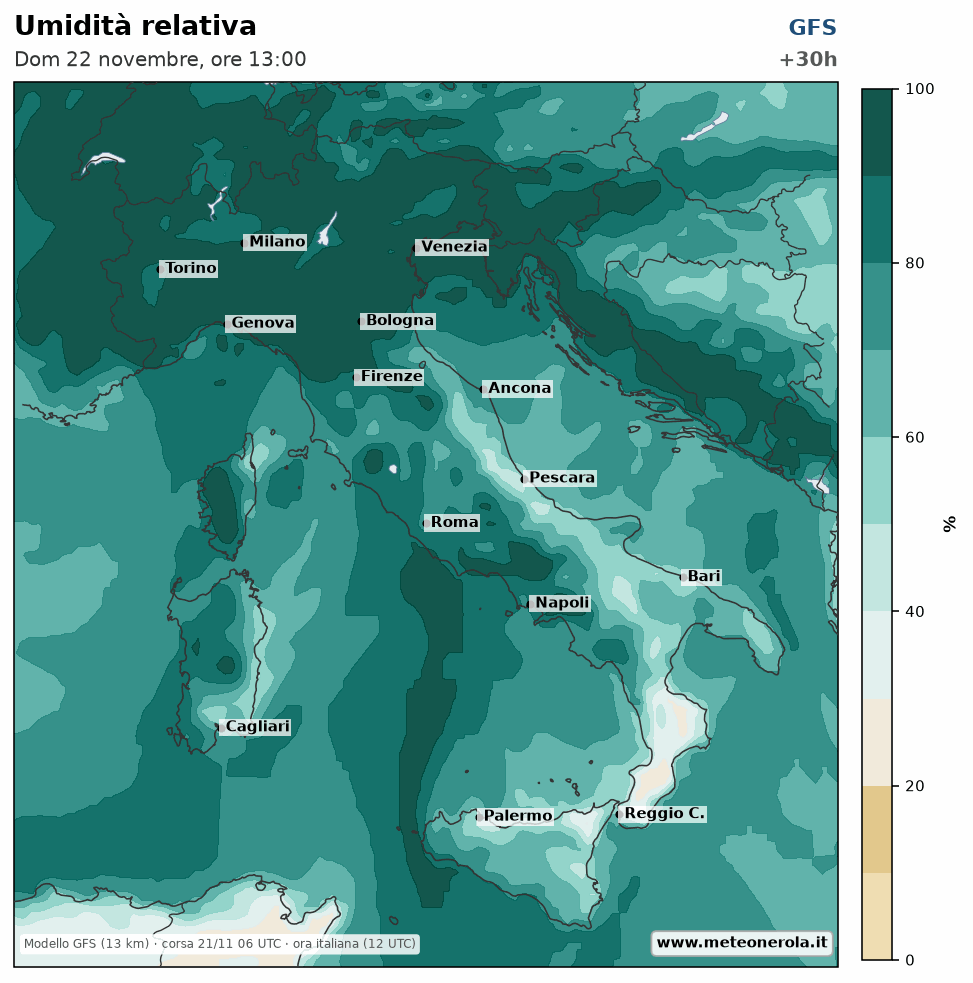 Umidità relativa
GFS
Dom 22 novembre, ore 13:00
+30h
100
80
60
40
20
0
%
Milano
Venezia
Torino
Genova
Bologna
Firenze
Ancona
Pescara
Roma
Bari
Napoli
Cagliari
Palermo
Reggio C.
Modello GFS (13 km) · corsa 21/11 06 UTC · ora italiana (12 UTC)
www.meteonerola.it